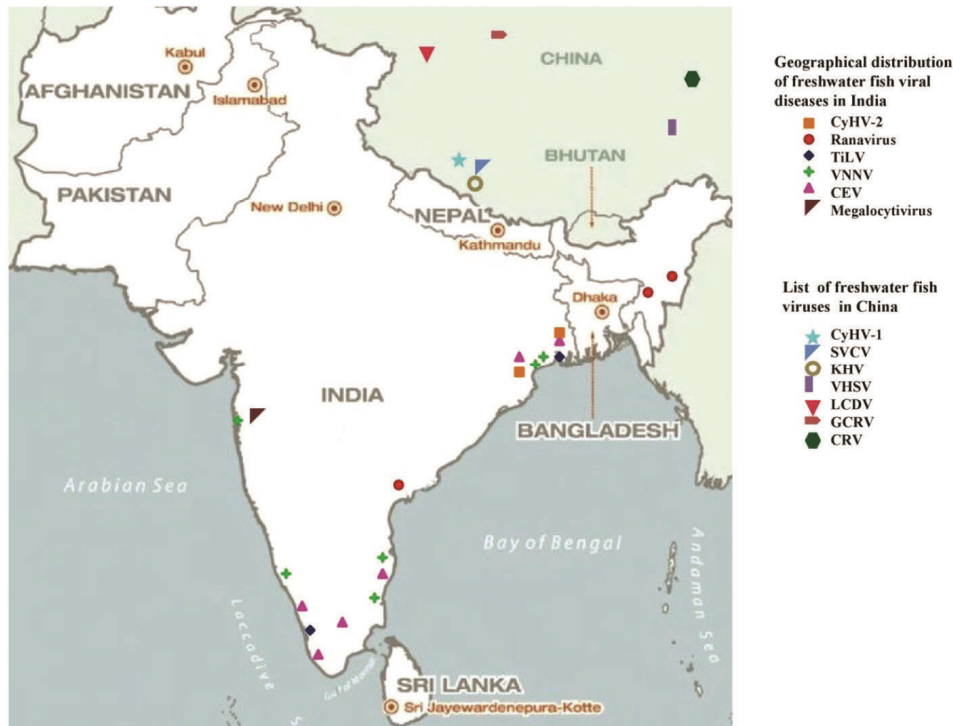 Kabul
AFGHANISTAN
Islamabad
PAKISTAN
New Delhi
CHINA
BHUTAN
NEPAL
Kathmandu
Dhaka
INDIA
BANGLADESH
Arabian Sea
Bay of Bengal
Andaman Sea
Laccadive
S
SRI LANKA
Sri Jayewardenepura-Kotte
Geographical distribution
of freshwater fish viral
diseases in India
CyHV-2
Ranavirus
TiLV
VNNV
CEV
Megalocytivirus
List of freshwater fish
viruses in China
CyHV-1
SVCV
KHV
VHSV
LCDV
GCRV
CRV